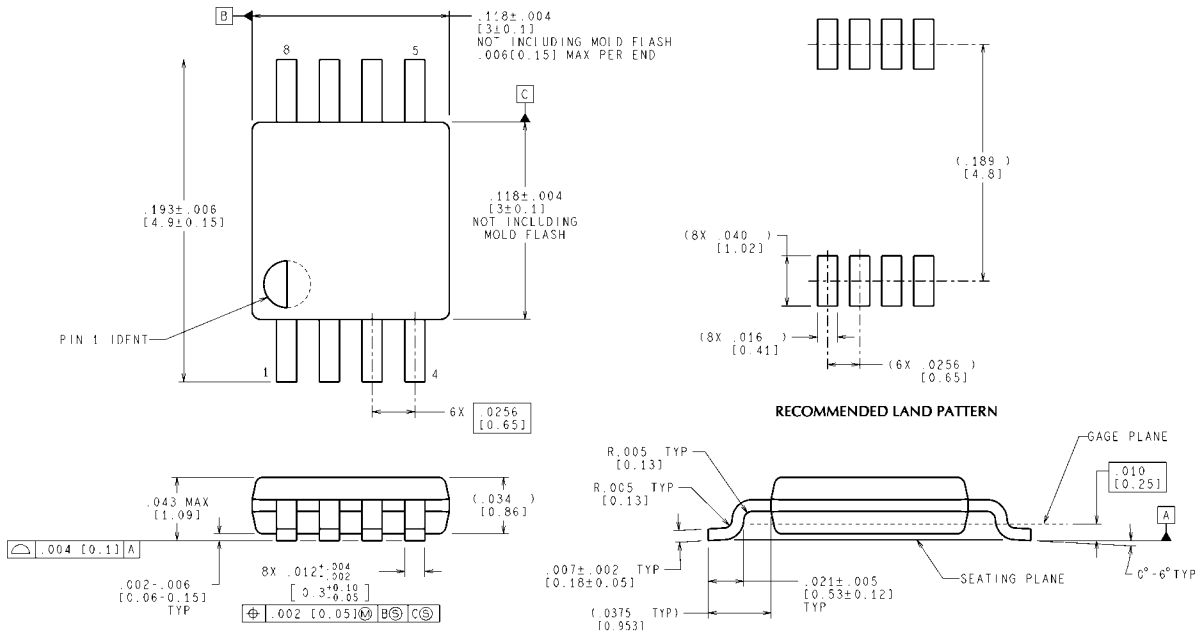 B
.118±.004
[3±0.1]
NOT INCLUDING MOLD FLASH
.006[0.15] MAX PER END
8
5
C
.193±.006
[4.9±0.15]
.118±.004
[3±0.1]
NOT INCLUDING
MOLD FLASH
PIN 1 IDENT
1
4
6X .0256
[0.65]
(.189 )
[4.8]
(8X .040 )
[1.02]
(8X .016 )
[0.41]
(6X .0256 )
[0.65]
RECOMMENDED LAND PATTERN
.043 MAX
[1.09]
(.034 )
[0.86]
⌓ .004 [0.1] A
.002-.006
[0.06-0.15]
TYP
8X .012 +.004 -.002
[ 0.3 +0.10 -0.05 ]
⌖ .002 [0.05]Ⓜ BⓈ CⓈ
R.005 TYP
[0.13]
R.005 TYP
[0.13]
GAGE PLANE
.010
[0.25]
A
0°-6° TYP
SEATING PLANE
.007±.002 TYP
[0.18±0.05]
.021±.005
[0.53±0.12]
TYP
(.0375 TYP)
[0.953]